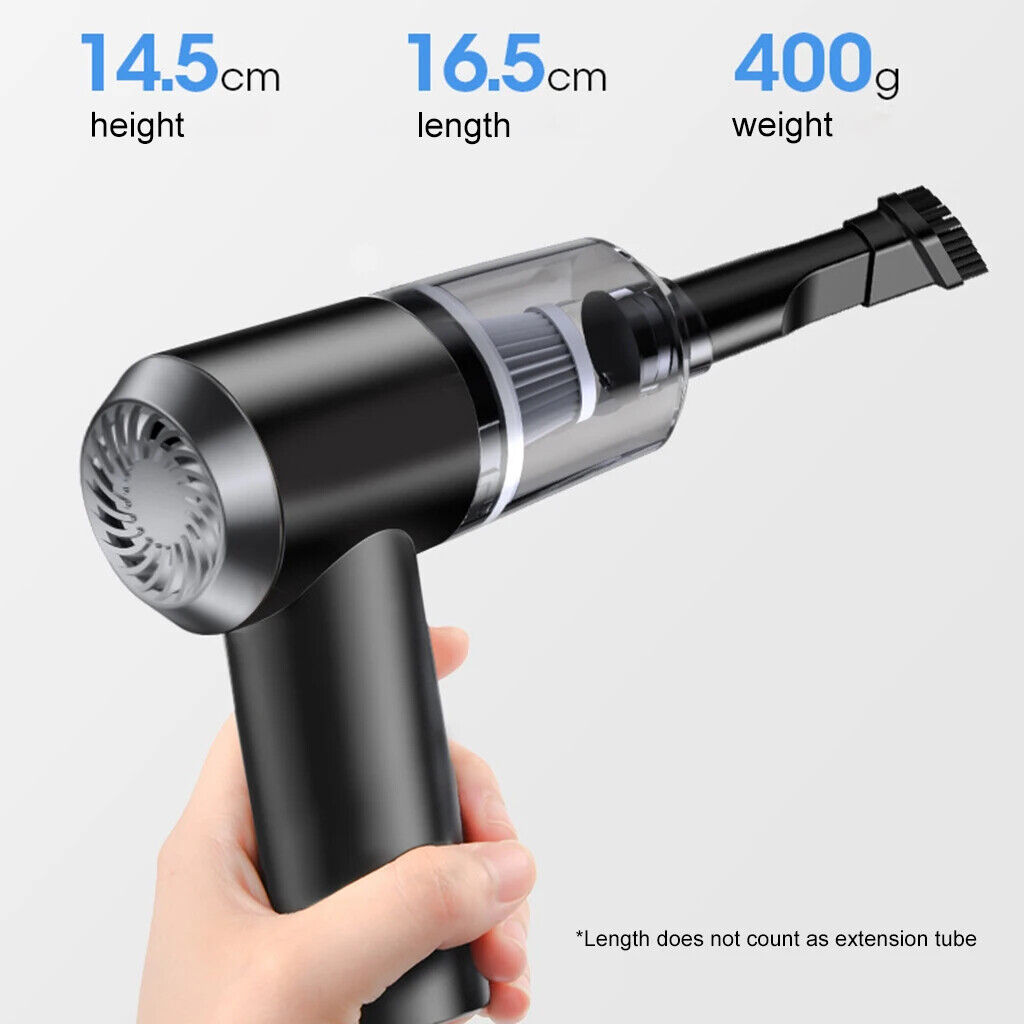 14.5cm 16.5cm 400g
height length weight
*Length does not count as extension tube